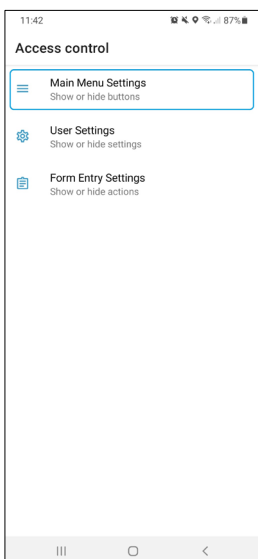 11:42
87%
Access control
Main Menu Settings
Show or hide buttons
User Settings
Show or hide settings
Form Entry Settings
Show or hide actions